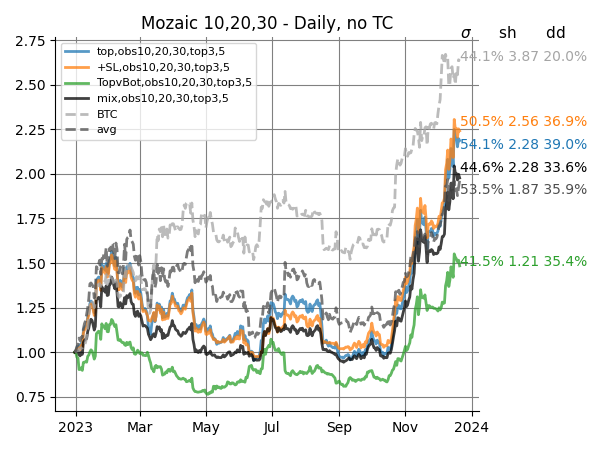 Mozaic 10,20,30 - Daily, no TC
σ sh dd
2.75
2.50
2.25
2.00
1.75
1.50
1.25
1.00
0.75
top,obs10,20,30,top3,5
+SL,obs10,20,30,top3,5
TopvBot,obs10,20,30,top3,5
mix,obs10,20,30,top3,5
BTC
avg
44.1% 3.87 20.0%
50.5% 2.56 36.9%
54.1% 2.28 39.0%
44.6% 2.28 33.6%
53.5% 1.87 35.9%
41.5% 1.21 35.4%
2023 Mar May Jul Sep Nov 2024